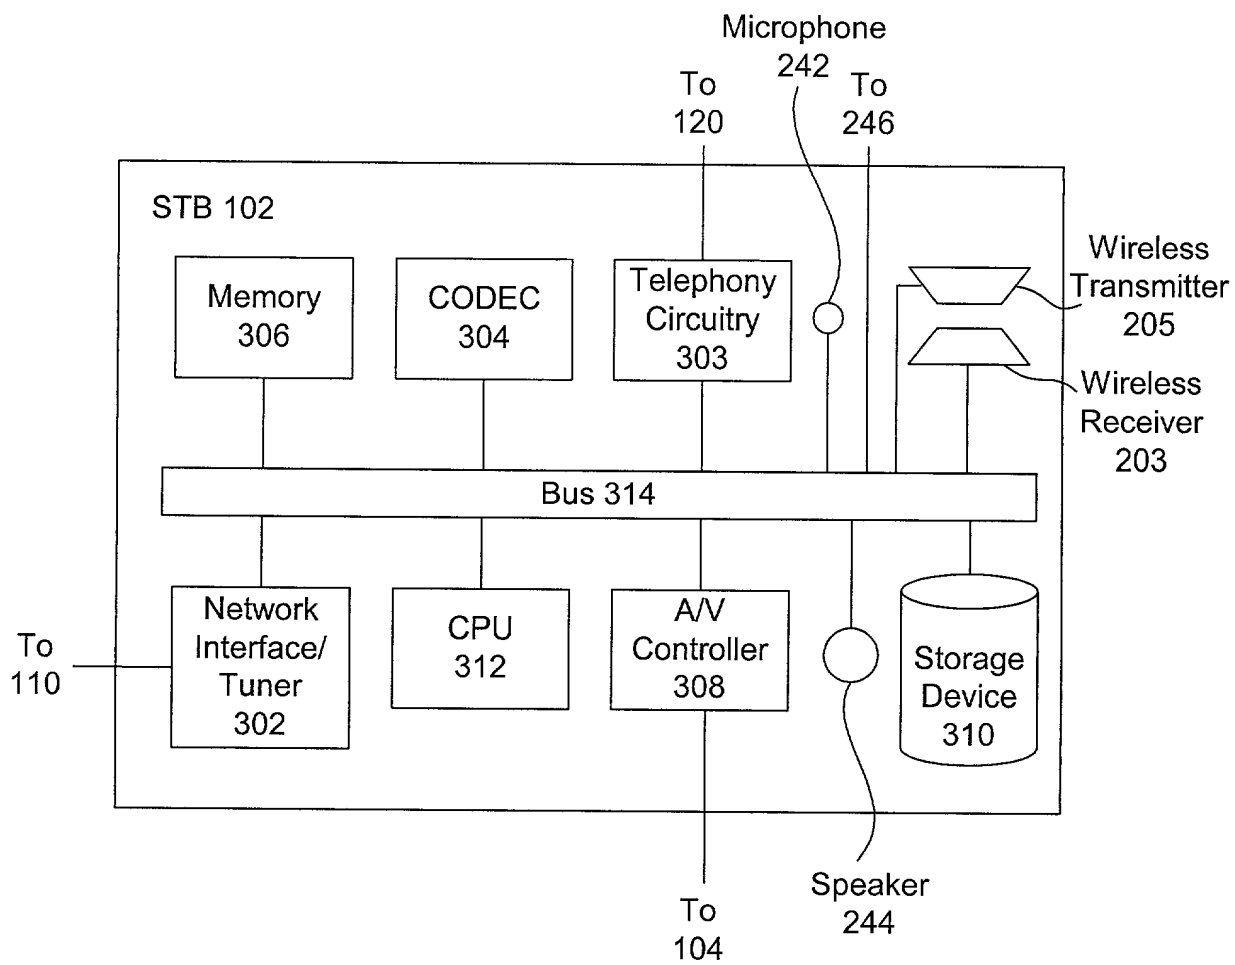 Microphone
242
To
120
To
246
STB 102
Memory
306
CODEC
304
Telephony
Circuitry
303
Wireless
Transmitter
205
Wireless
Receiver
203
Bus 314
To
110
Network
Interface/
Tuner
302
CPU
312
A/V
Controller
308
Storage
Device
310
Speaker
244
To
104